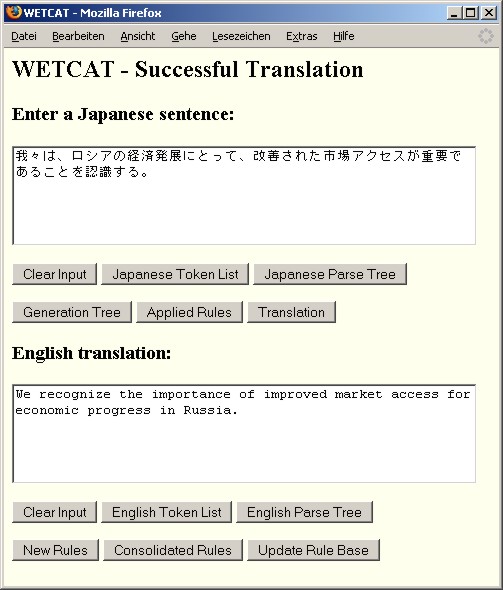 WETCAT - Mozilla Firefox
Datei Bearbeiten Ansicht Gehe Lesezeichen Extras Hilfe
WETCAT - Successful Translation
Enter a Japanese sentence:
我々は、ロシアの経済発展にとって、改善された市場アクセスが重要で
あることを認識する。
Clear Input Japanese Token List Japanese Parse Tree
Generation Tree Applied Rules Translation
English translation:
We recognize the importance of improved market access for
economic progress in Russia.
Clear Input English Token List English Parse Tree
New Rules Consolidated Rules Update Rule Base